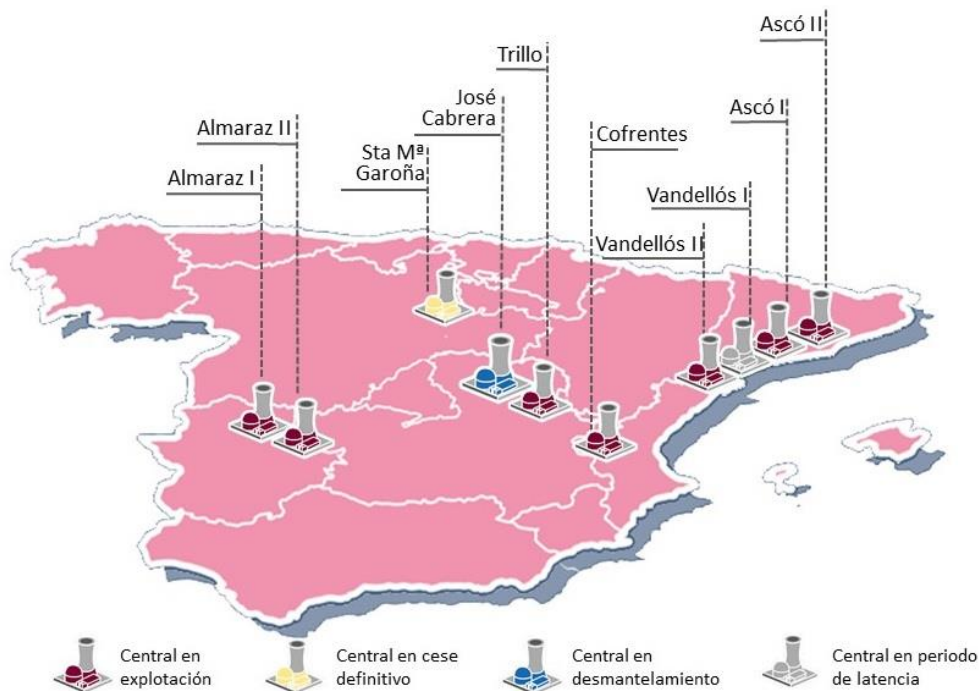 Ascó II
Trillo
José
Cabrera
Ascó I
Almaraz II
Cofrentes
Sta Mª
Garoña
Almaraz I
Vandellós I
Vandellós II
Central en
explotación
Central en cese
definitivo
Central en
desmantelamiento
Central en periodo
de latencia